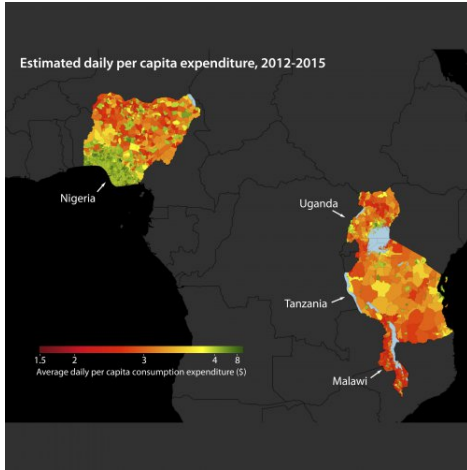 Estimated daily per capita expenditure, 2012-2015
Nigeria
Uganda
Tanzania
Malawi
1.5 2 3 4 8
Average daily per capita consumption expenditure ($)